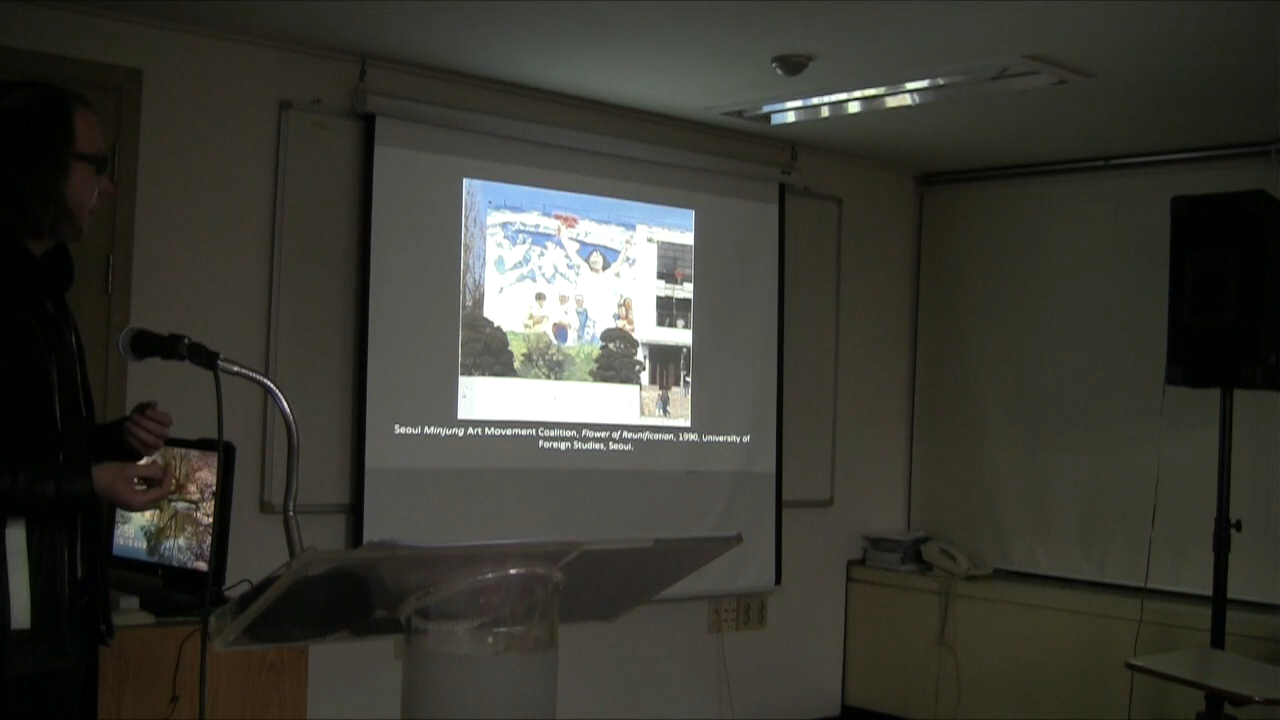 Seoul Minjung Art Movement Coalition, Flower of Reunification, 1990, University of
Foreign Studies, Seoul.